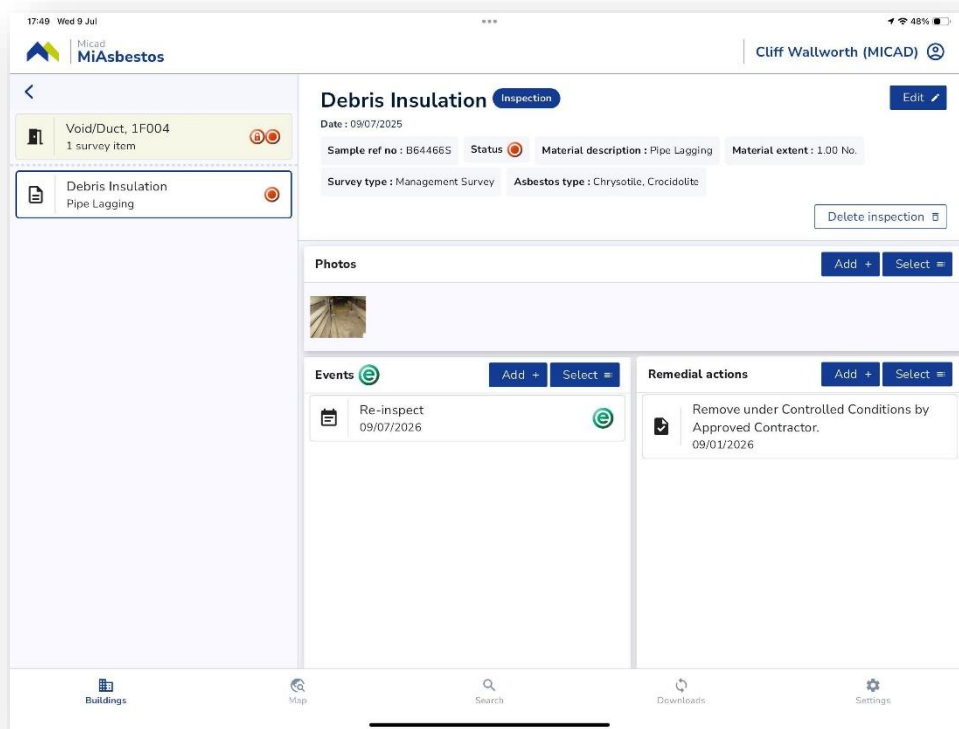 17:49 Wed 9 Jul
48%
Micad
MiAsbestos
Cliff Wallworth (MICAD)
Void/Duct, 1F004
1 survey item
Debris Insulation
Pipe Lagging
Debris Insulation Inspection
Edit
Date : 09/07/2025
Sample ref no : B64466S Status Material description : Pipe Lagging Material extent : 1.00 No.
Survey type : Management Survey Asbestos type : Chrysotile, Crocidolite
Delete inspection
Photos
Add + Select
Events e
Add + Select
Re-inspect
09/07/2026
e
Remedial actions
Add + Select
Remove under Controlled Conditions by
Approved Contractor.
09/01/2026
Buildings
Map
Search
Downloads
Settings